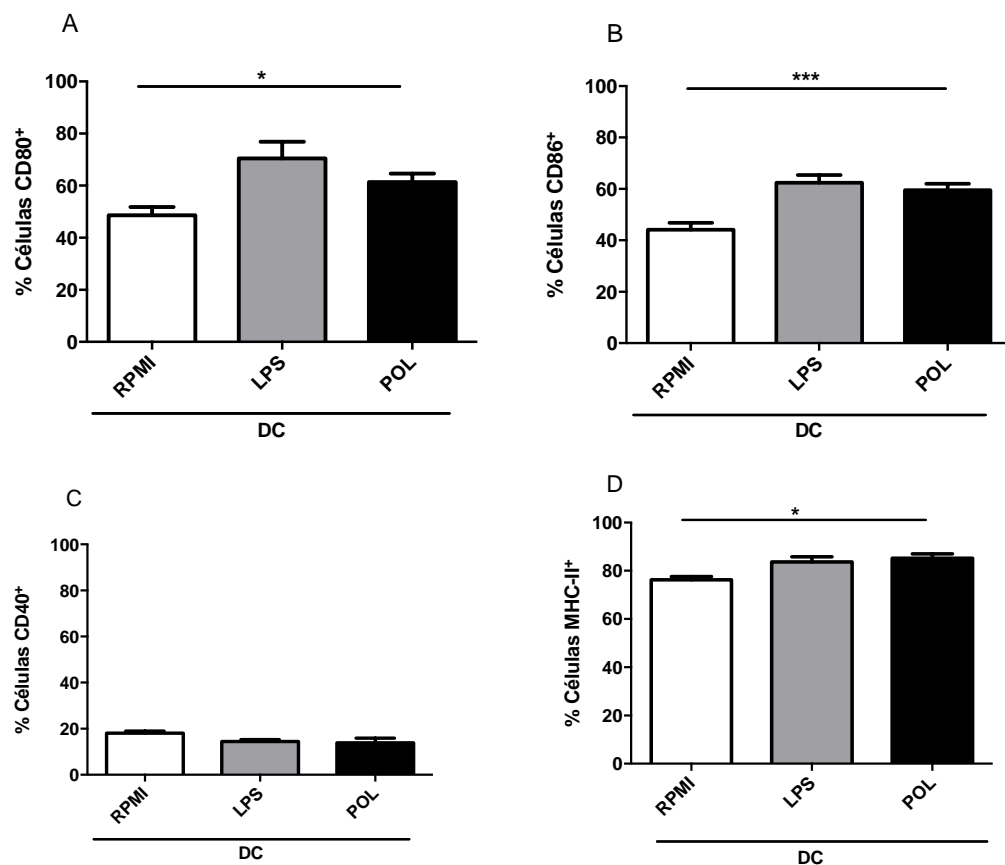 A
*
% Células CD80+
100
80
60
40
20
0
RPMI
LPS
POL
DC
B
***
% Células CD86+
100
80
60
40
20
0
RPMI
LPS
POL
DC
C
% Células CD40+
100
80
60
40
20
0
RPMI
LPS
POL
DC
D
*
% Células MHC-II+
100
80
60
40
20
0
RPMI
LPS
POL
DC